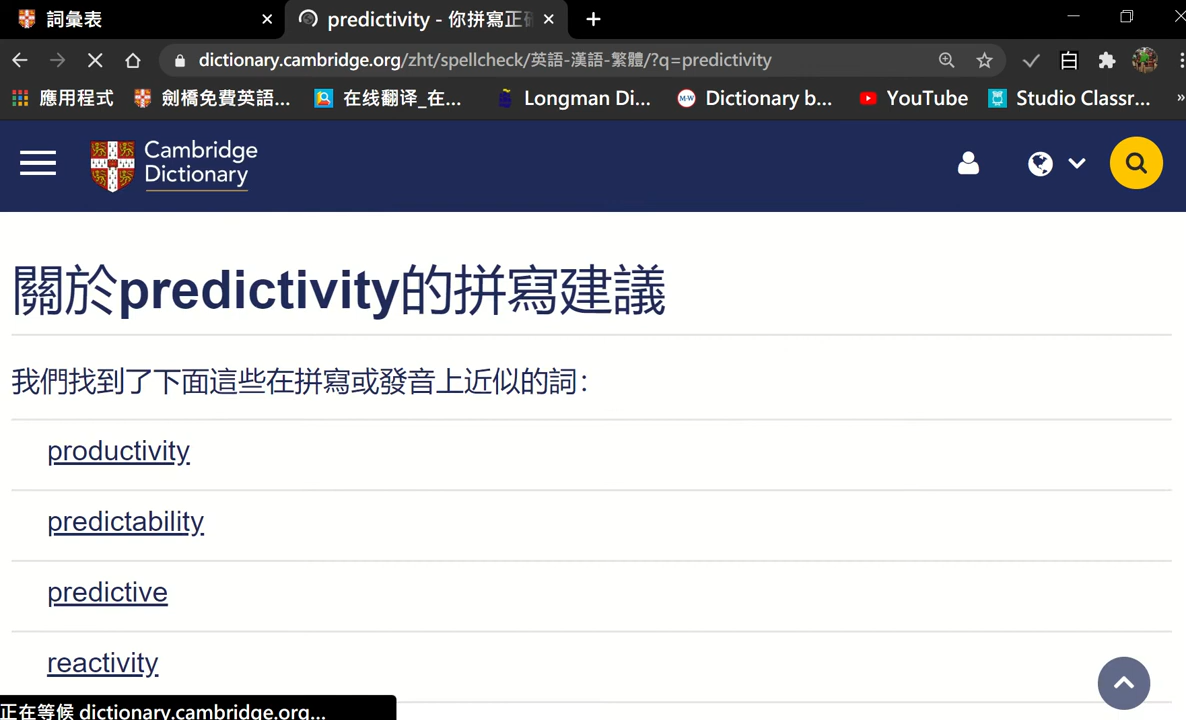 詞彙表
predictivity - 你拼寫正確
dictionary.cambridge.org/zht/spellcheck/英語-漢語-繁體/?q=predictivity
白
應用程式 劍橋免費英語... 在线翻译_在... M-W Longman Di... Dictionary b... YouTube Studio Classr... »
Cambridge
Dictionary
關於predictivity的拼寫建議
我們找到了下面這些在拼寫或發音上近似的詞：
productivity
predictability
predictive
reactivity
正在等候 dictionary.cambridge.org...